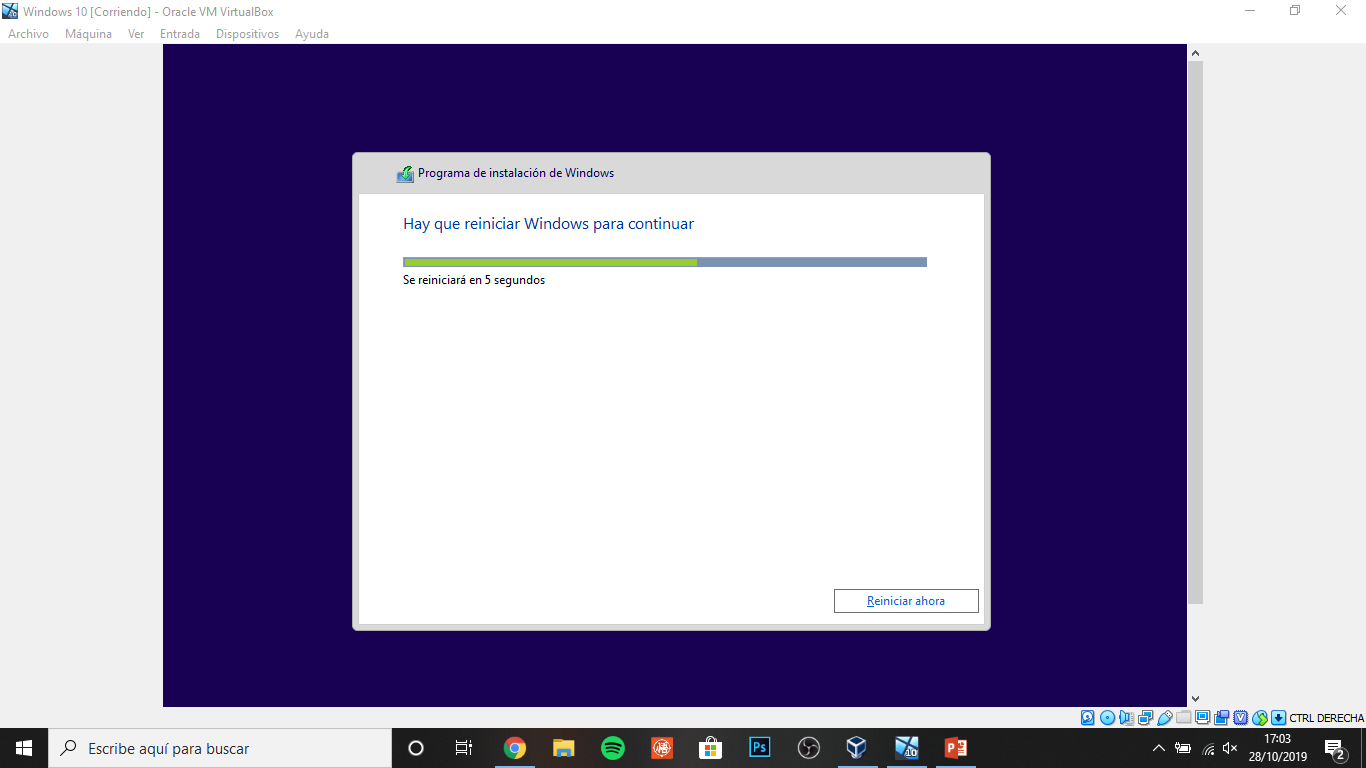 Windows 10 [Corriendo] - Oracle VM VirtualBox
Archivo Máquina Ver Entrada Dispositivos Ayuda
Programa de instalación de Windows
Hay que reiniciar Windows para continuar
Se reiniciará en 5 segundos
Reiniciar ahora
CTRL DERECHA
Escribe aquí para buscar
Ps
10
17:03
28/10/2019
2